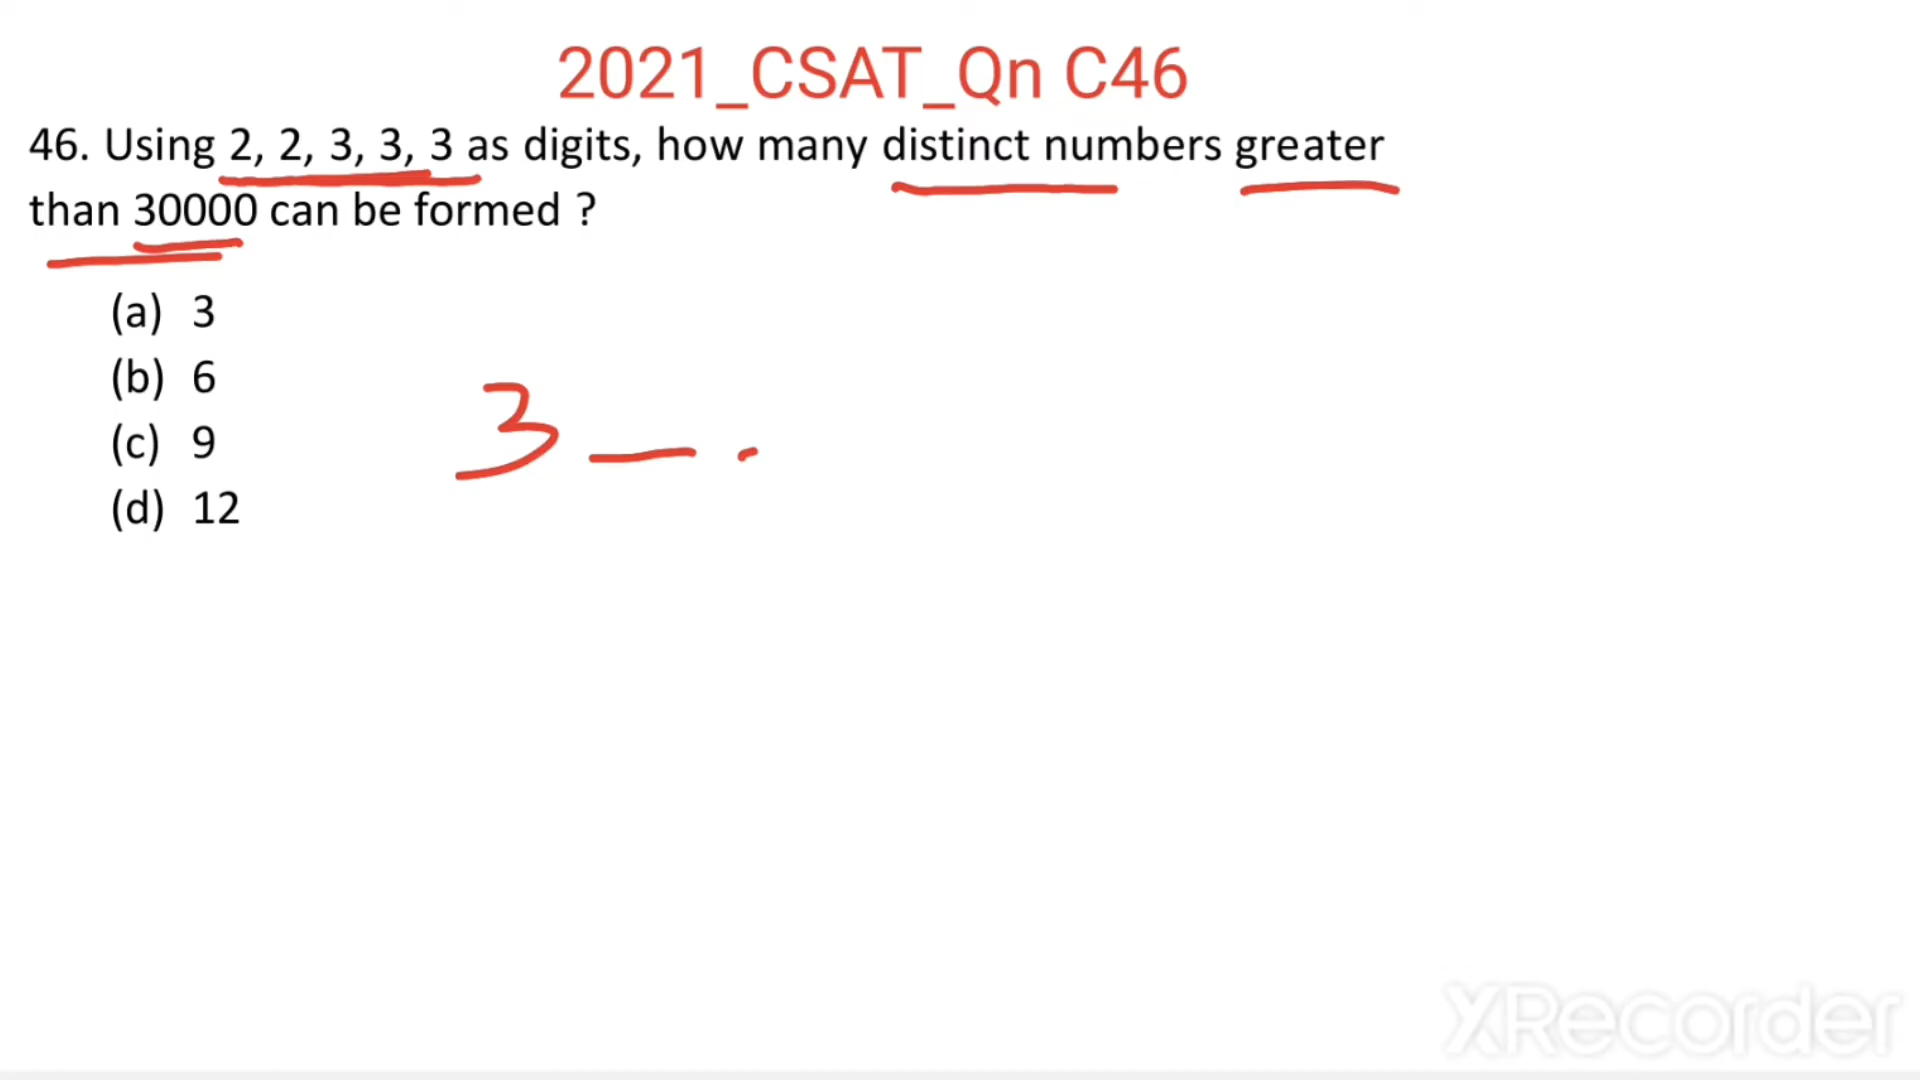 2021_CSAT_Qn C46
46. Using 2, 2, 3, 3, 3 as digits, how many distinct numbers greater
than 30000 can be formed ?
(a) 3
(b) 6
(c) 9
(d) 12
3 _ .
XRecorder